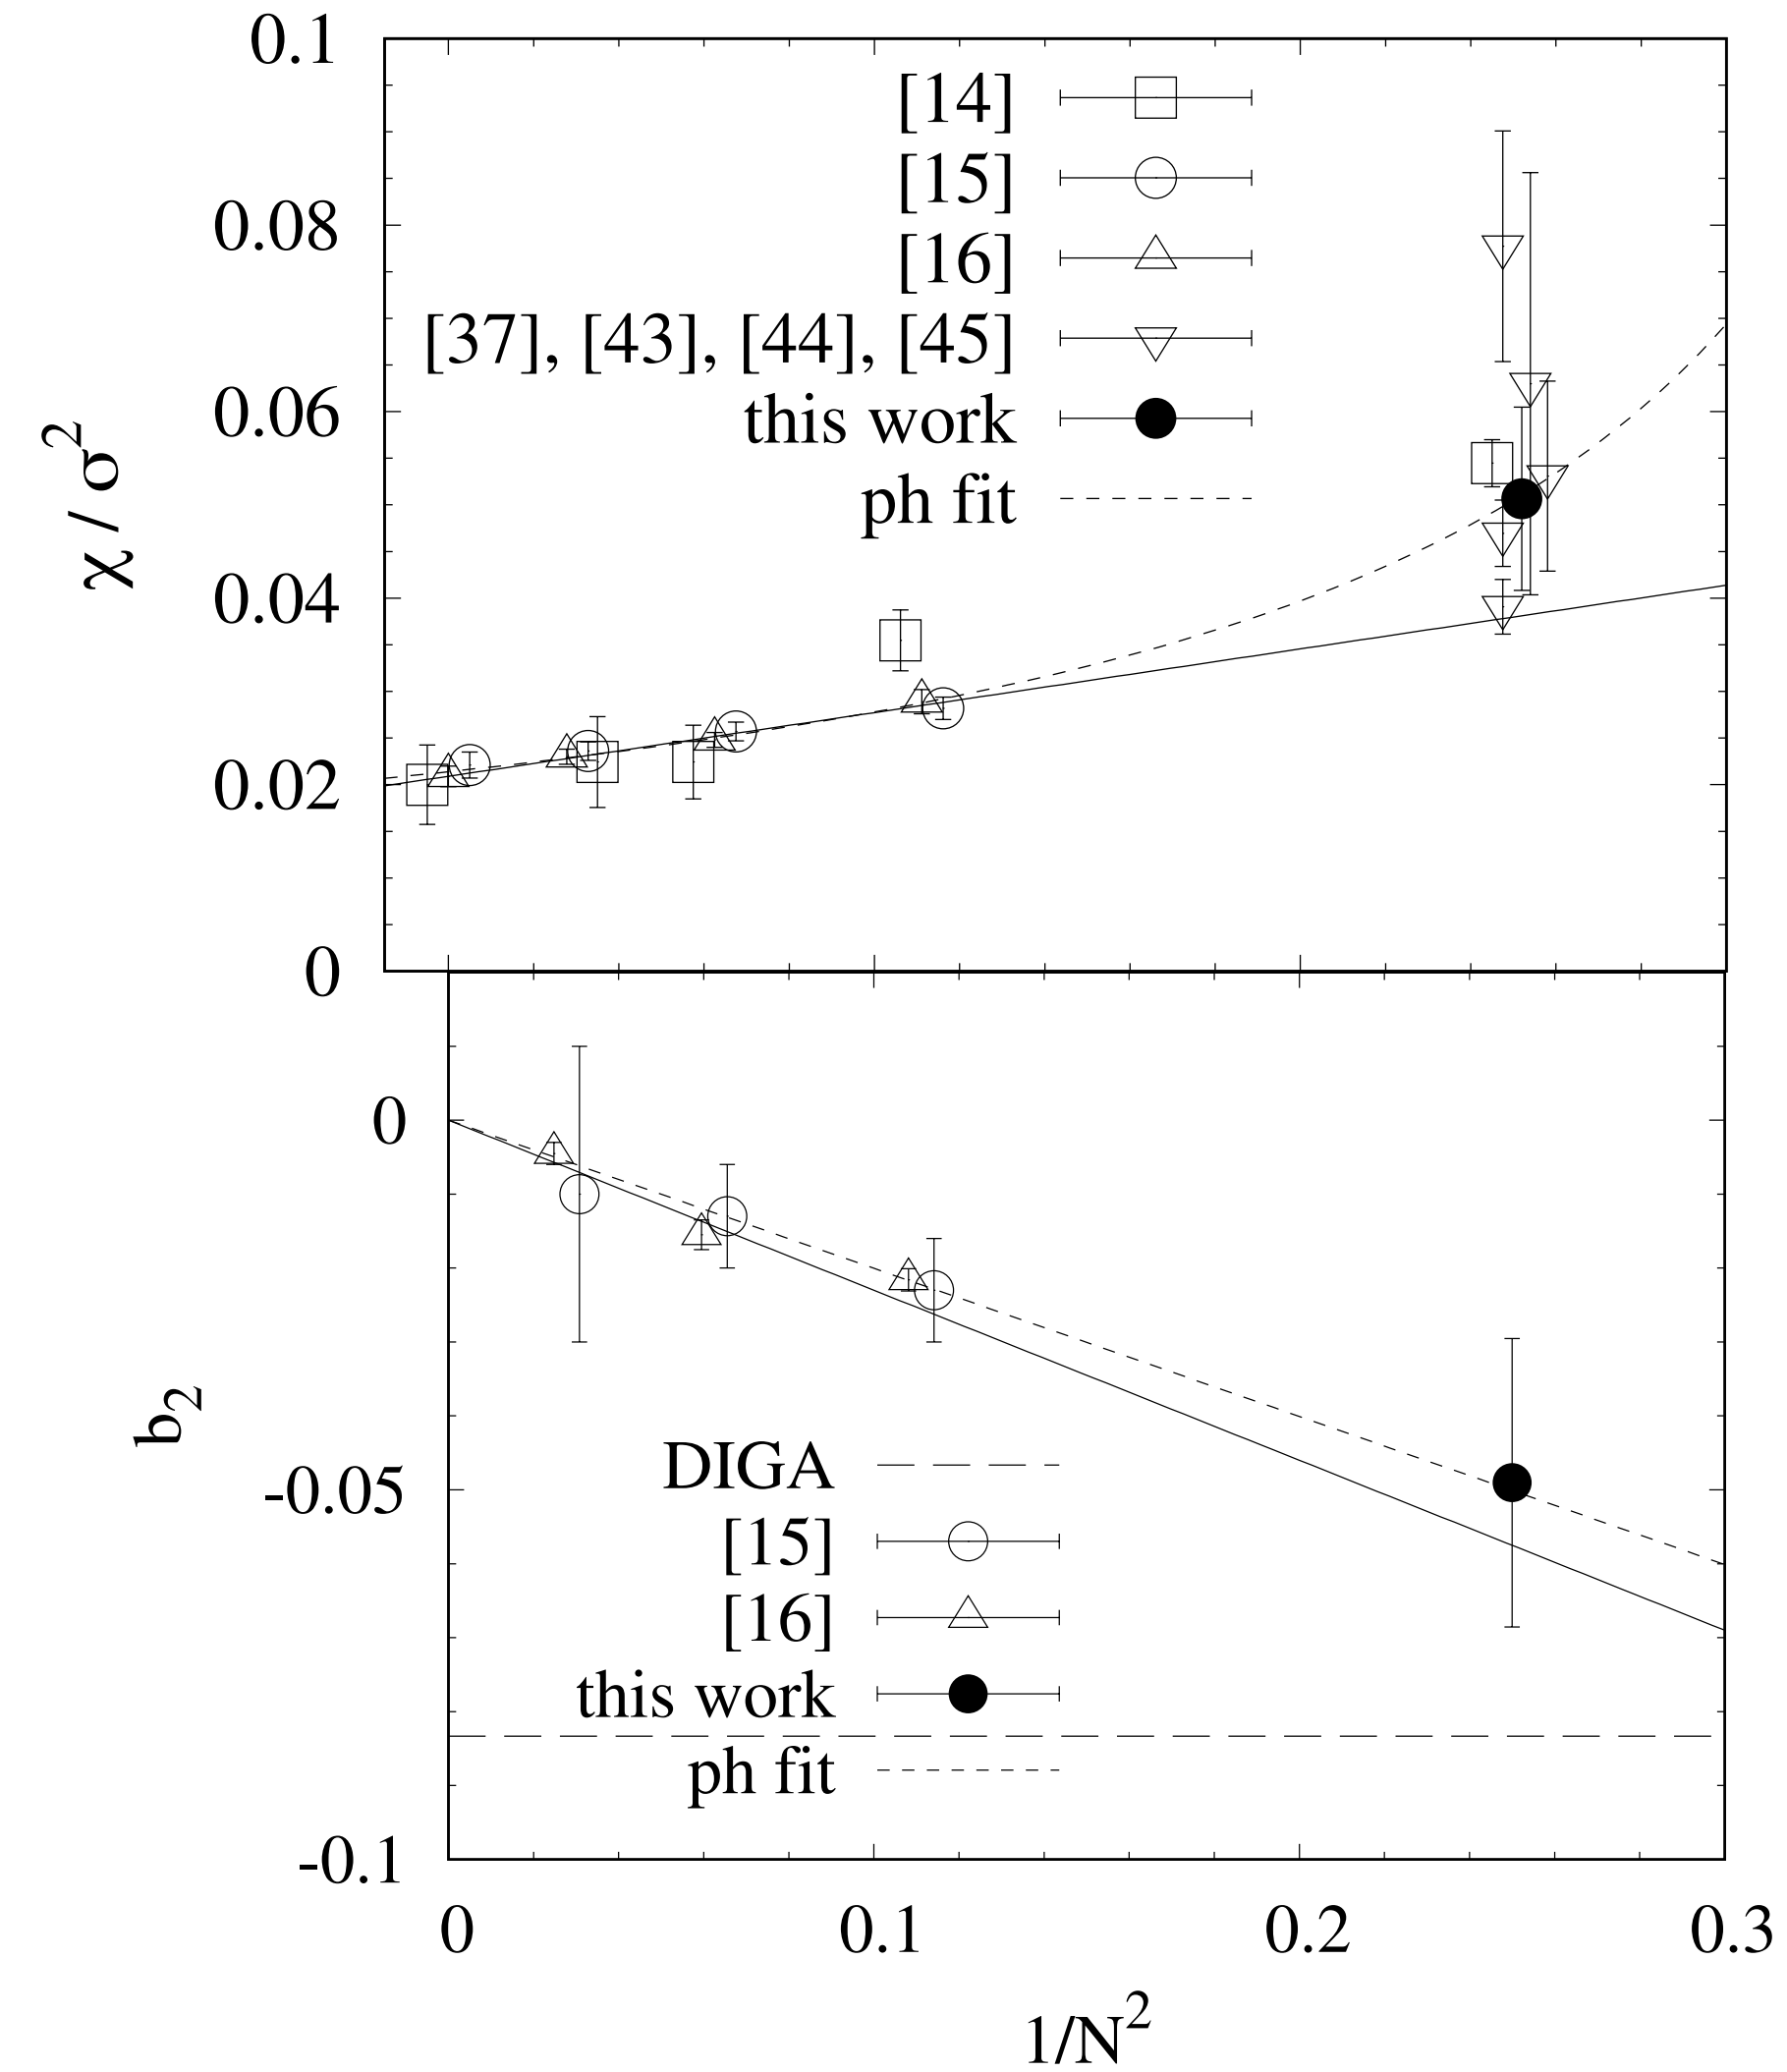 0.1
[14]
[15]
0.08
[16]
[37], [43], [44], [45]
0.06
this work
ph fit
χ / σ²
0.04
0.02
0
0
b₂
DIGA
-0.05
[15]
[16]
this work
ph fit
-0.1
0
0.1
0.2
0.3
1/N²